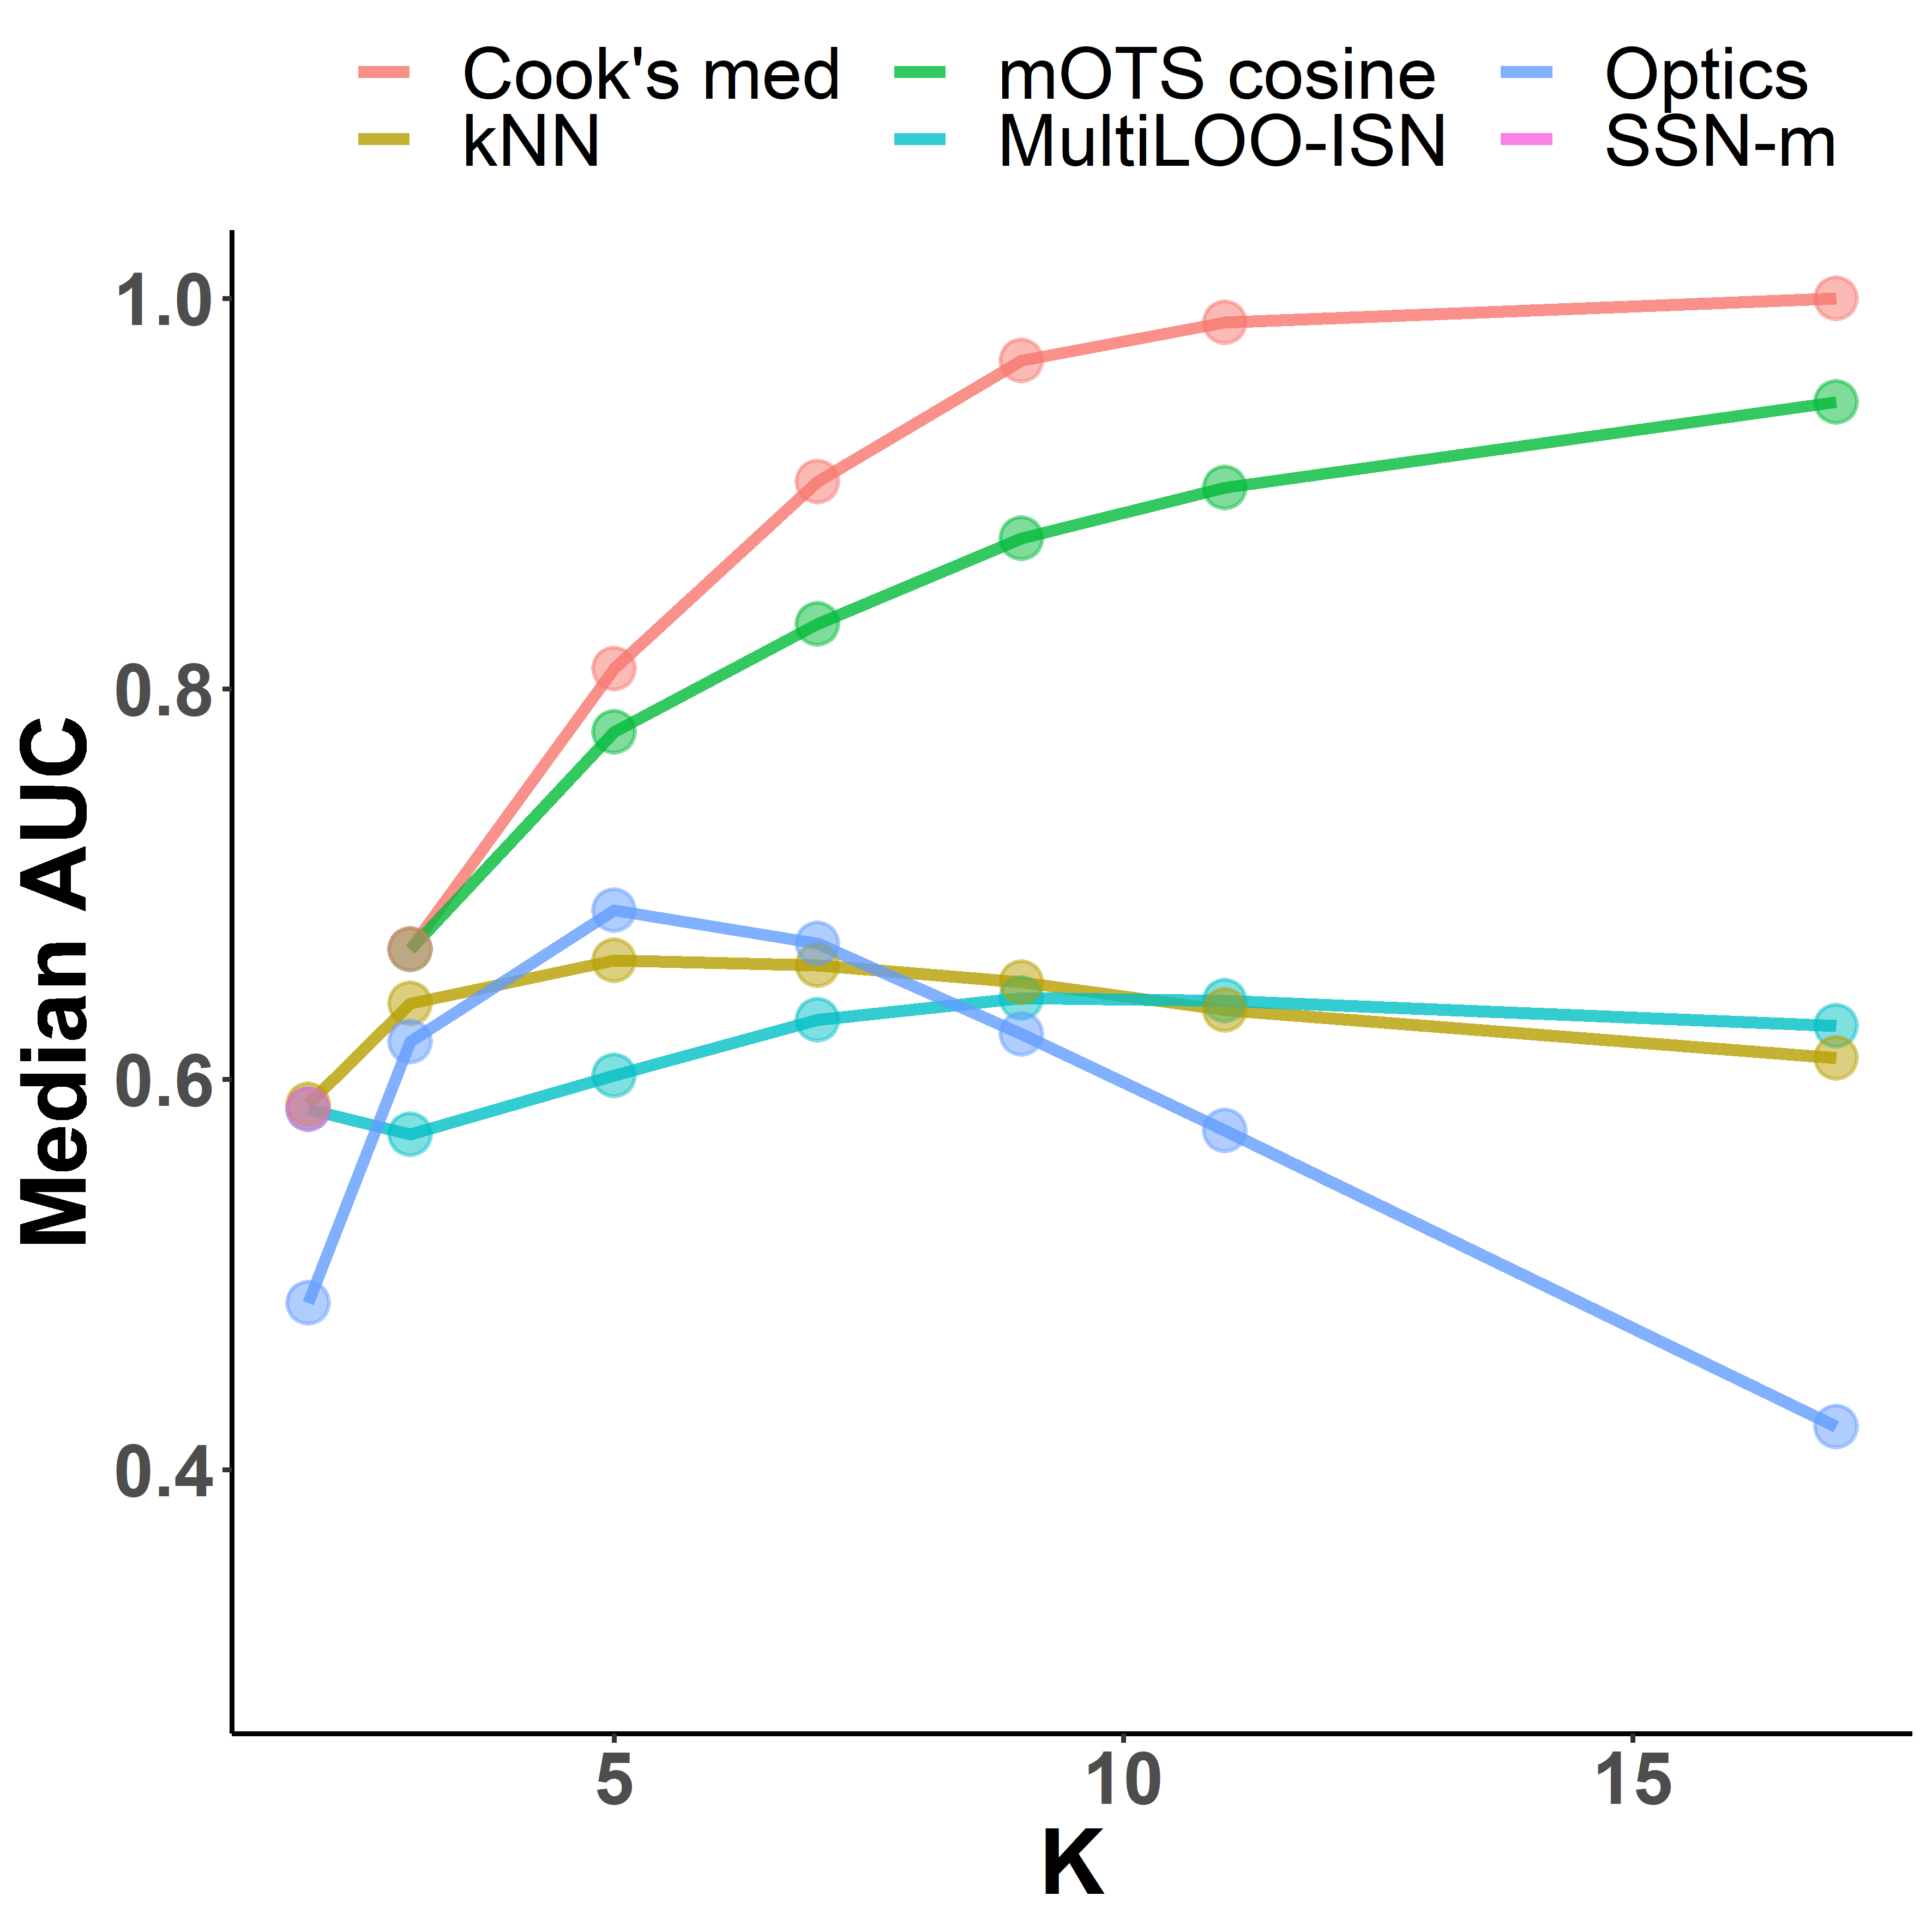 Cook's med mOTS cosine Optics
kNN MultiLOO-ISN SSN-m
1.0
0.8
0.6
0.4
Median AUC
5 10 15
K